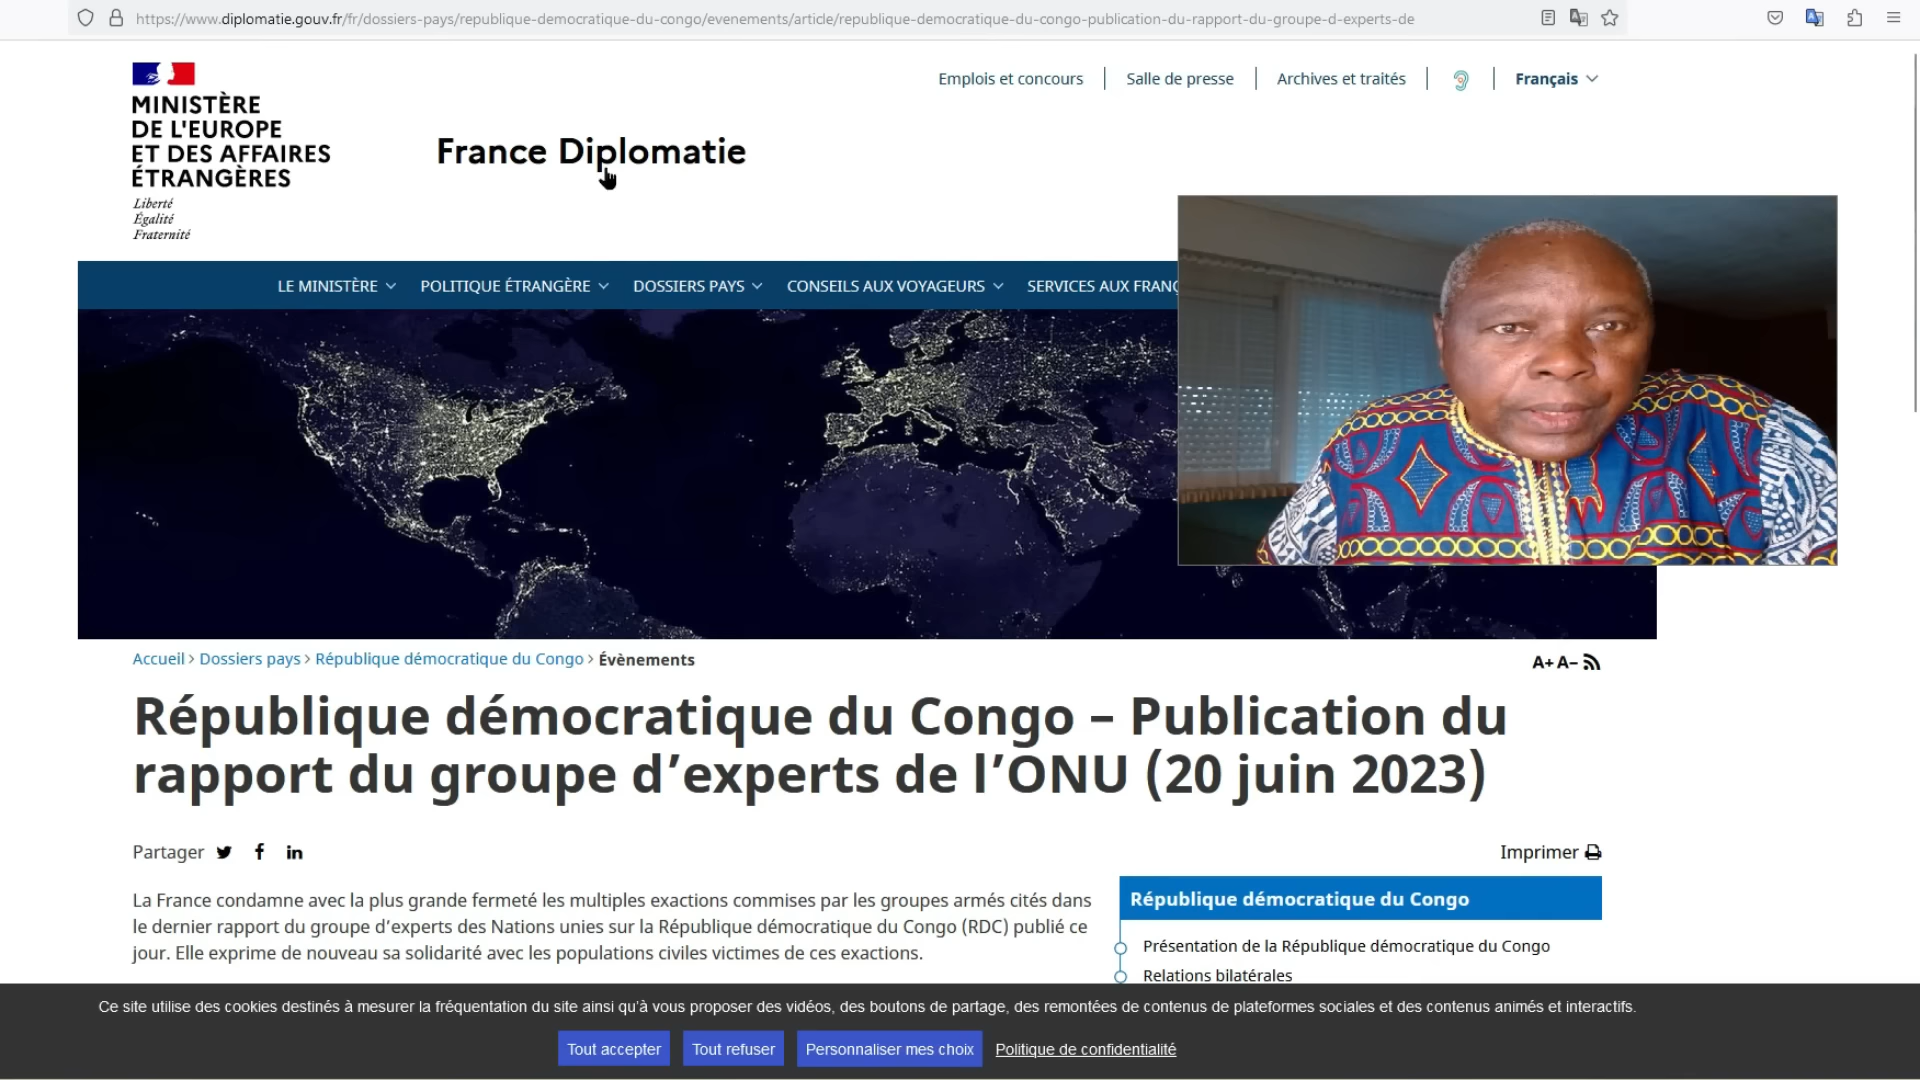 https://www.diplomatie.gouv.fr/fr/dossiers-pays/republique-democratique-du-congo/evenements/article/republique-democratique-du-congo-publication-du-rapport-du-groupe-d-experts-de
MINISTÈRE
DE L'EUROPE
ET DES AFFAIRES
ÉTRANGÈRES
Liberté
Égalité
Fraternité
France Diplomatie
Emplois et concours
Salle de presse
Archives et traités
Français
LE MINISTÈRE
POLITIQUE ÉTRANGÈRE
DOSSIERS PAYS
CONSEILS AUX VOYAGEURS
SERVICES AUX FRANÇ
Accueil > Dossiers pays > République démocratique du Congo > Évènements
A+ A-
République démocratique du Congo – Publication du
rapport du groupe d’experts de l’ONU (20 juin 2023)
Partager
Imprimer
La France condamne avec la plus grande fermeté les multiples exactions commises par les groupes armés cités dans
le dernier rapport du groupe d’experts des Nations unies sur la République démocratique du Congo (RDC) publié ce
jour. Elle exprime de nouveau sa solidarité avec les populations civiles victimes de ces exactions.
République démocratique du Congo
Présentation de la République démocratique du Congo
Relations bilatérales
Ce site utilise des cookies destinés à mesurer la fréquentation du site ainsi qu’à vous proposer des vidéos, des boutons de partage, des remontées de contenus de plateformes sociales et des contenus animés et interactifs.
Tout accepter
Tout refuser
Personnaliser mes choix
Politique de confidentialité